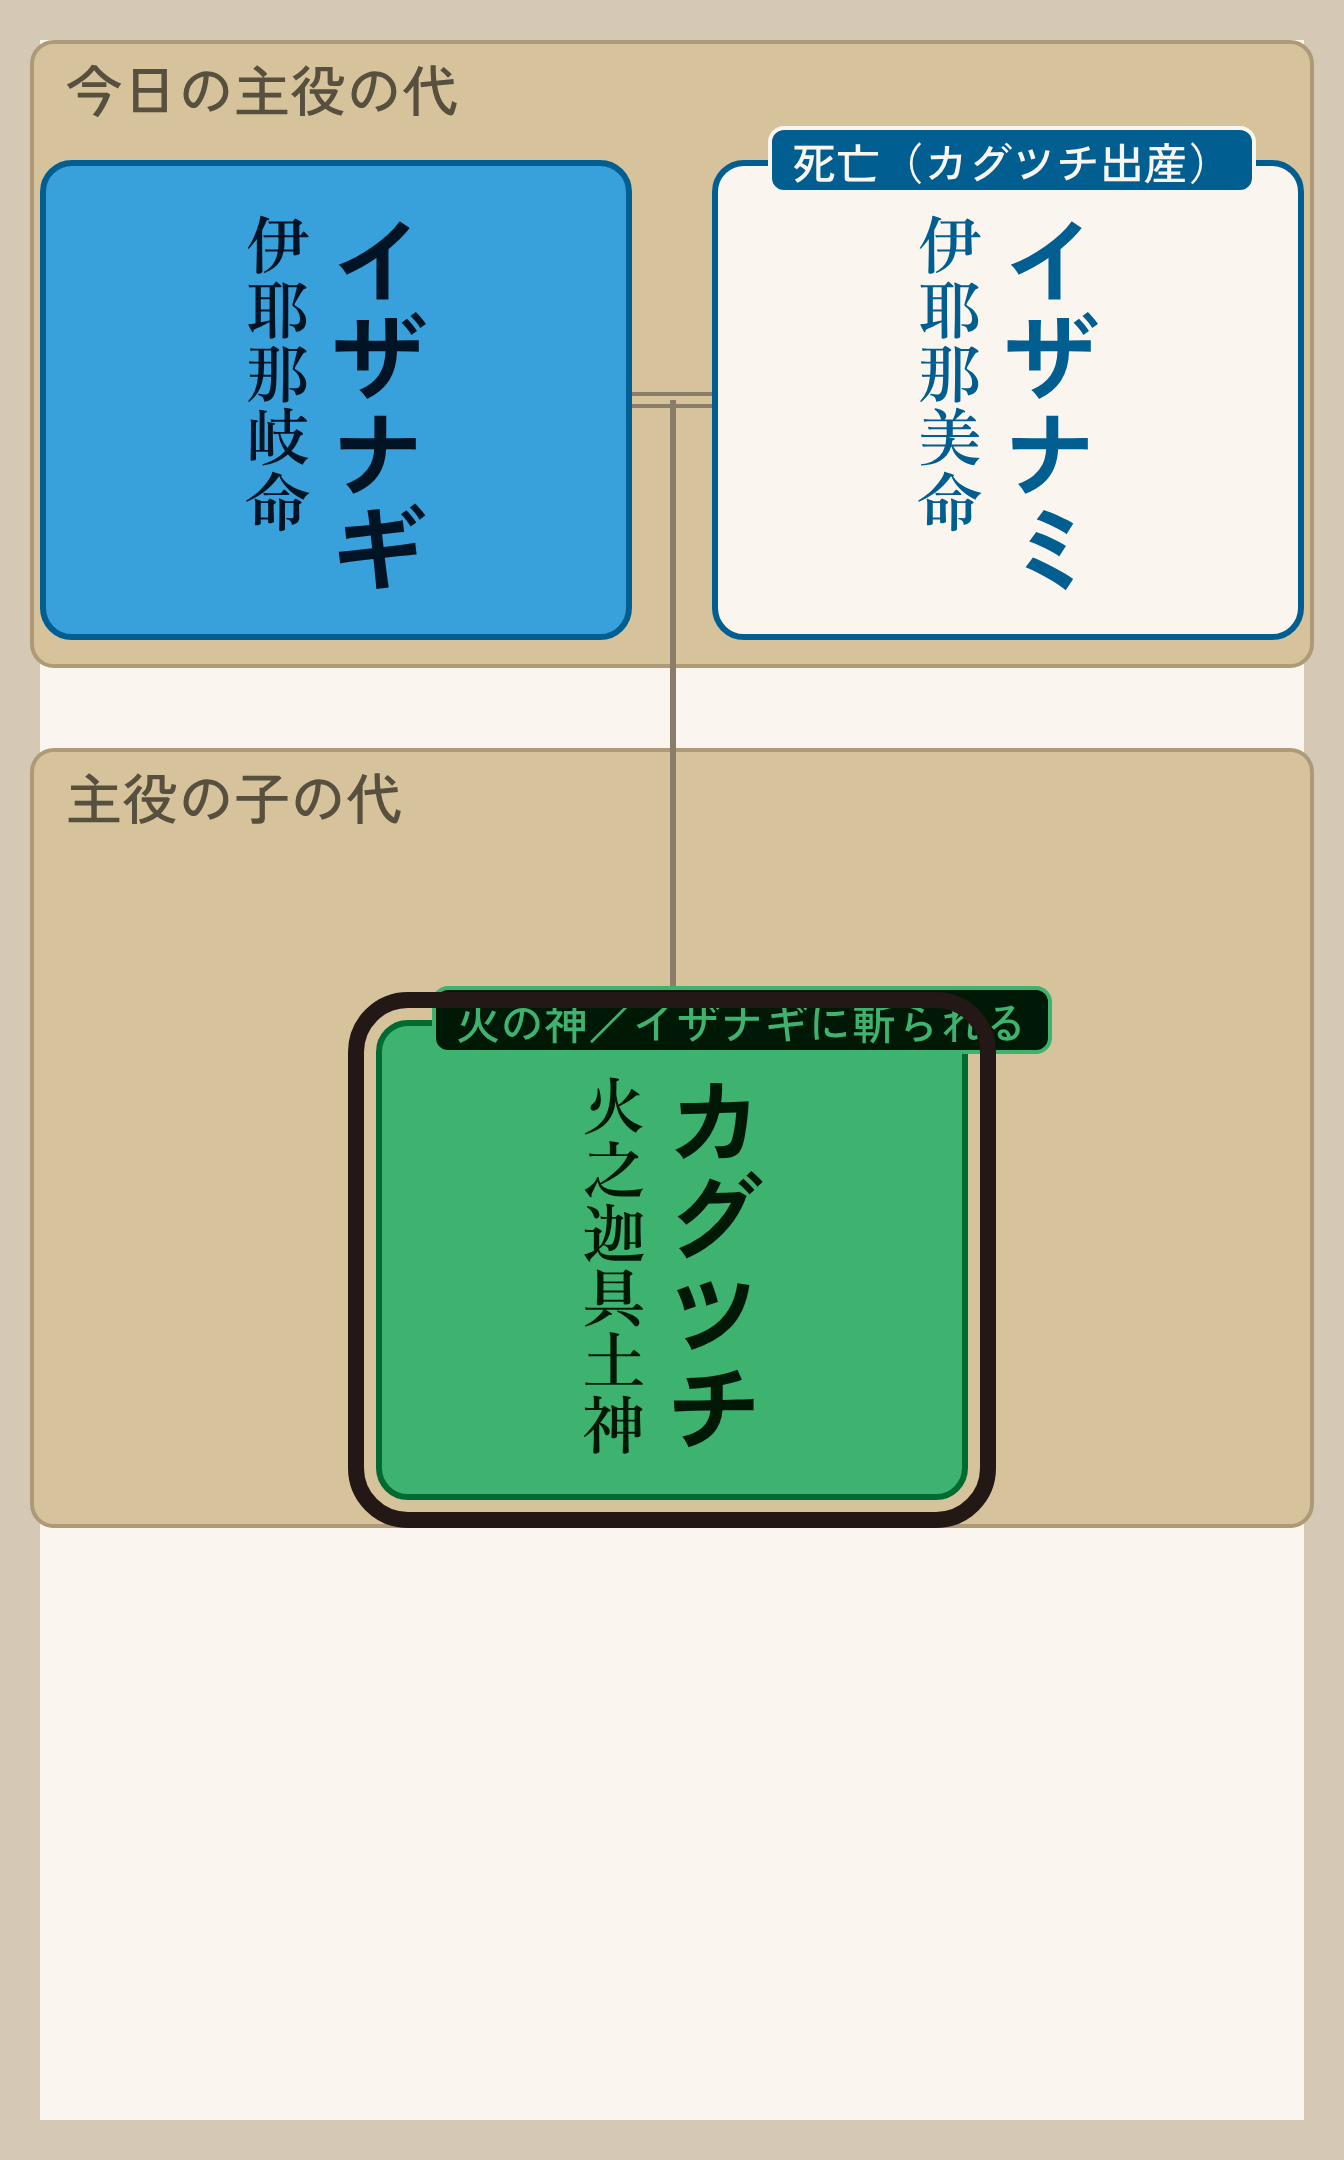 今日の主役の代
イザナギ
伊耶那岐命
死亡（カグツチ出産）
イザナミ
伊耶那美命
主役の子の代
火の神／イザナギに斬られる
カグツチ
火之迦具土神